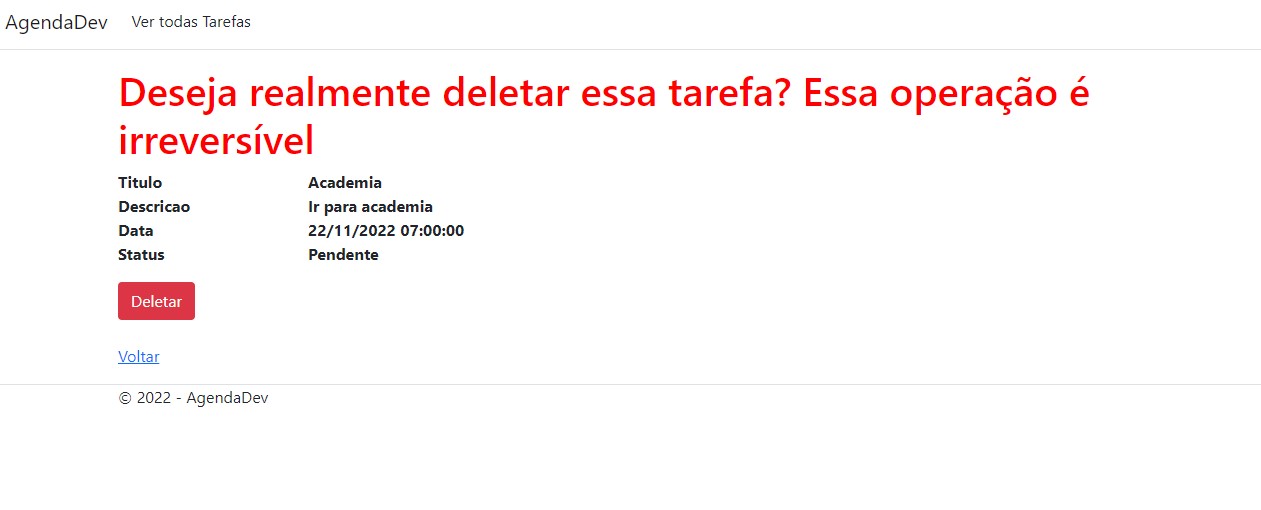 AgendaDev Ver todas Tarefas
Deseja realmente deletar essa tarefa? Essa operação é
irreversível
Titulo Academia
Descricao Ir para academia
Data 22/11/2022 07:00:00
Status Pendente
Deletar
Voltar
© 2022 - AgendaDev